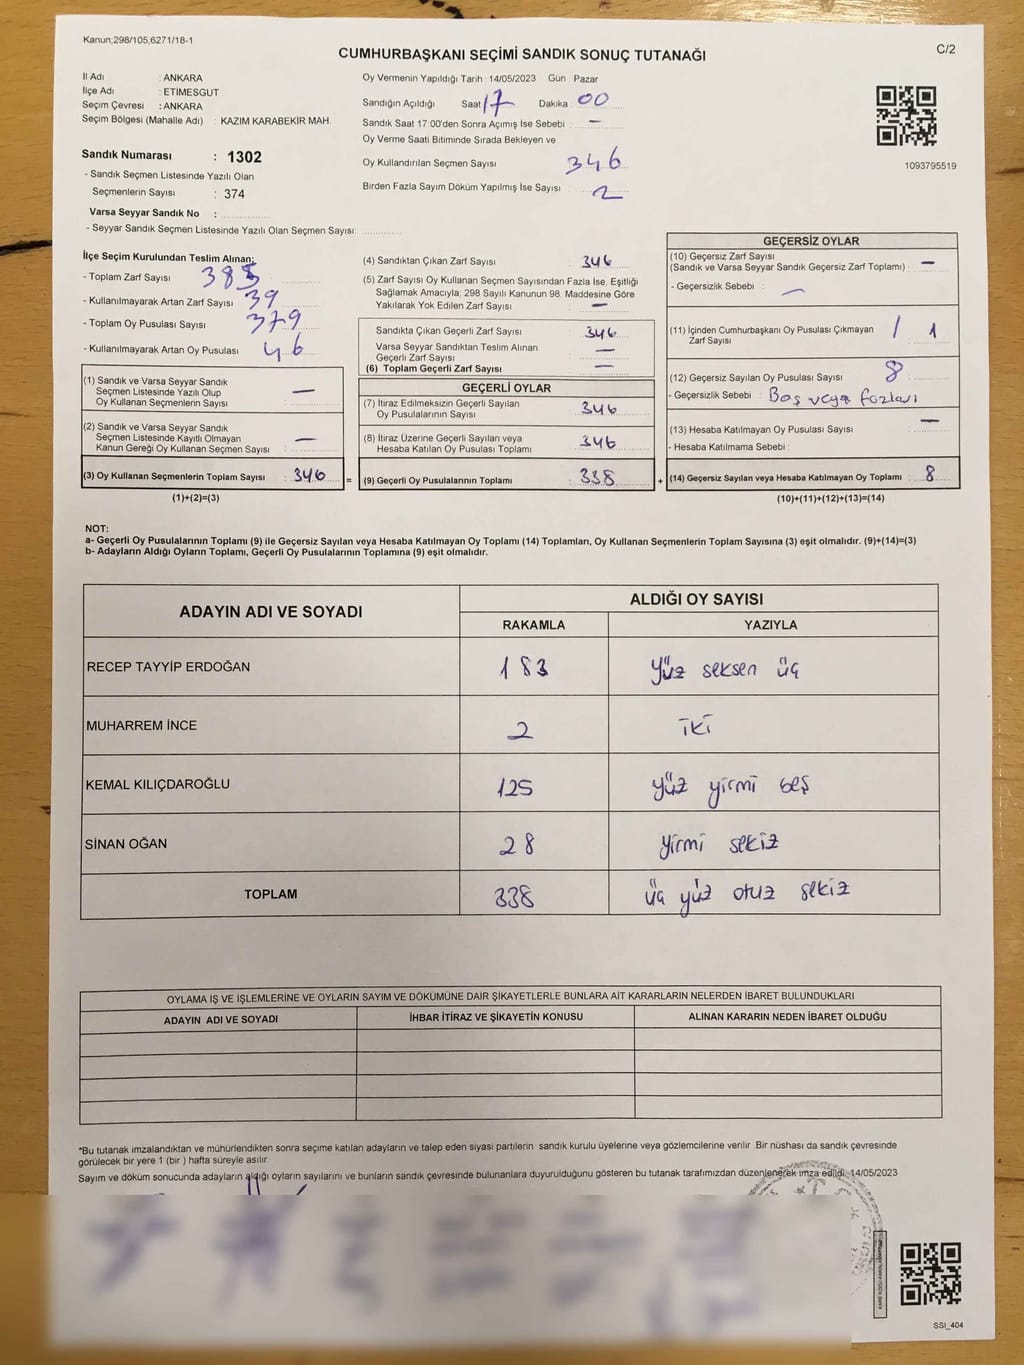 Kanun;298/105,6271/18-1
C/2
CUMHURBAŞKANI SEÇİMİ SANDIK SONUÇ TUTANAĞI
İl Adı : ANKARA
İlçe Adı : ETİMESGUT
Seçim Çevresi : ANKARA
Seçim Bölgesi (Mahalle Adı) : KAZIM KARABEKİR MAH.
Sandık Numarası : 1302
- Sandık Seçmen Listesinde Yazılı Olan
Seçmenlerin Sayısı : 374
Varsa Seyyar Sandık No :
- Seyyar Sandık Seçmen Listesinde Yazılı Olan Seçmen Sayısı:
Oy Vermenin Yapıldığı Tarih :14/05/2023 Gün : Pazar
Sandığın Açıldığı Saat 17 Dakika 00
Sandık Saat 17:00'den Sonra Açımış İse Sebebi : —
Oy Verme Saati Bitiminde Sırada Bekleyen ve
Oy Kullandırılan Seçmen Sayısı 346
Birden Fazla Sayım Döküm Yapılmış İse Sayısı : 2
1093795519
İlçe Seçim Kurulundan Teslim Alınan:
- Toplam Zarf Sayısı 385
- Kullanılmayarak Artan Zarf Sayısı 39
- Toplam Oy Pusulası Sayısı 379
- Kullanılmayarak Artan Oy Pusulası 46
(1) Sandık ve Varsa Seyyar Sandık
Seçmen Listesinde Yazılı Olup
Oy Kullanan Seçmenlerin Sayısı : —
(2) Sandık ve Varsa Seyyar Sandık
Seçmen Listesinde Kayıtlı Olmayan
Kanun Gereği Oy Kullanan Seçmen Sayısı : —
(3) Oy Kullanan Seçmenlerin Toplam Sayısı : 346 =
(1)+(2)=(3)
(4) Sandıktan Çıkan Zarf Sayısı : 346
(5) Zarf Sayısı Oy Kullanan Seçmen Sayısından Fazla İse, Eşitliği
Sağlamak Amacıyla; 298 Sayılı Kanunun 98. Maddesine Göre
Yakılarak Yok Edilen Zarf Sayısı : —
Sandıkta Çıkan Geçerli Zarf Sayısı : 346
Varsa Seyyar Sandıktan Teslim Alınan
Geçerli Zarf Sayısı : —
(6) Toplam Geçerli Zarf Sayısı : —
GEÇERLİ OYLAR
(7) İtiraz Edilmeksizin Geçerli Sayılan
Oy Pusulalarının Sayısı : 346
(8) İtiraz Üzerine Geçerli Sayılan veya
Hesaba Katılan Oy Pusulası Toplamı : 346
(9) Geçerli Oy Pusulalarının Toplamı : 338 +
GEÇERSİZ OYLAR
(10) Geçersiz Zarf Sayısı
(Sandık ve Varsa Seyyar Sandık Geçersiz Zarf Toplamı) : —
- Geçersizlik Sebebi : —
(11) İçinden Cumhurbaşkanı Oy Pusulası Çıkmayan
Zarf Sayısı : / 1
(12) Geçersiz Sayılan Oy Pusulası Sayısı : 8
- Geçersizlik Sebebi : Boş veya fazları
(13) Hesaba Katılmayan Oy Pusulası Sayısı : —
- Hesaba Katılmama Sebebi :
(14) Geçersiz Sayılan veya Hesaba Katılmayan Oy Toplamı : 8
(10)+(11)+(12)+(13)=(14)
NOT:
a- Geçerli Oy Pusulalarının Toplamı (9) ile Geçersiz Sayılan veya Hesaba Katılmayan Oy Toplamı (14) Toplamları, Oy Kullanan Seçmenlerin Toplam Sayısına (3) eşit olmalıdır. (9)+(14)=(3)
b- Adayların Aldığı Oyların Toplamı, Geçerli Oy Pusulalarının Toplamına (9) eşit olmalıdır.
ADAYIN ADI VE SOYADI
ALDIĞI OY SAYISI
RAKAMLA YAZIYLA
RECEP TAYYİP ERDOĞAN 183 yüz seksen üç
MUHARREM İNCE 2 iki
KEMAL KILIÇDAROĞLU 125 yüz yirmi beş
SİNAN OĞAN 28 yirmi sekiz
TOPLAM 338 üç yüz otuz sekiz
OYLAMA İŞ VE İŞLEMLERİNE VE OYLARIN SAYIM VE DÖKÜMÜNE DAİR ŞİKAYETLERLE BUNLARA AİT KARARLARIN NELERDEN İBARET BULUNDUKLARI
ADAYIN ADI VE SOYADI İHBAR İTİRAZ VE ŞİKAYETİN KONUSU ALINAN KARARIN NEDEN İBARET OLDUĞU
*Bu tutanak imzalandıktan ve mühürlendikten sonra seçime katılan adayların ve talep eden siyasi partilerin sandık kurulu üyelerine veya gözlemcilerine verilir .Bir nüshası da sandık çevresinde
görülecek bir yere 1 (bir ) hafta süreyle asılır.
Sayım ve döküm sonucunda adayların aldığı oyların sayılarını ve bunların sandık çevresinde bulunanlara duyurulduğunu gösteren bu tutanak tarafımızdan düzenlenerek imza edildi. 14/05/2023
SSI_404